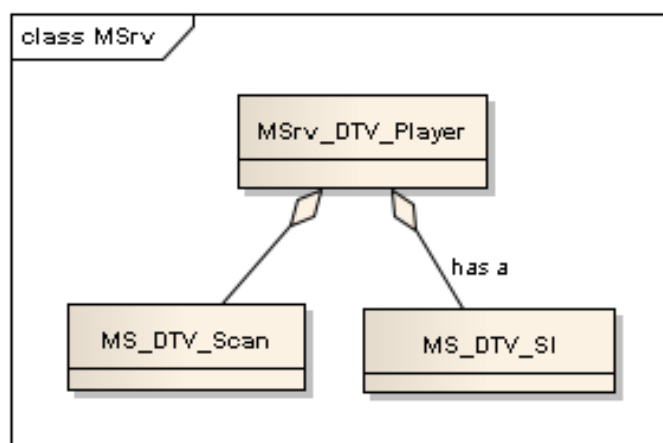 class MSrv
MSrv_DTV_Player
has a
MS_DTV_Scan
MS_DTV_SI